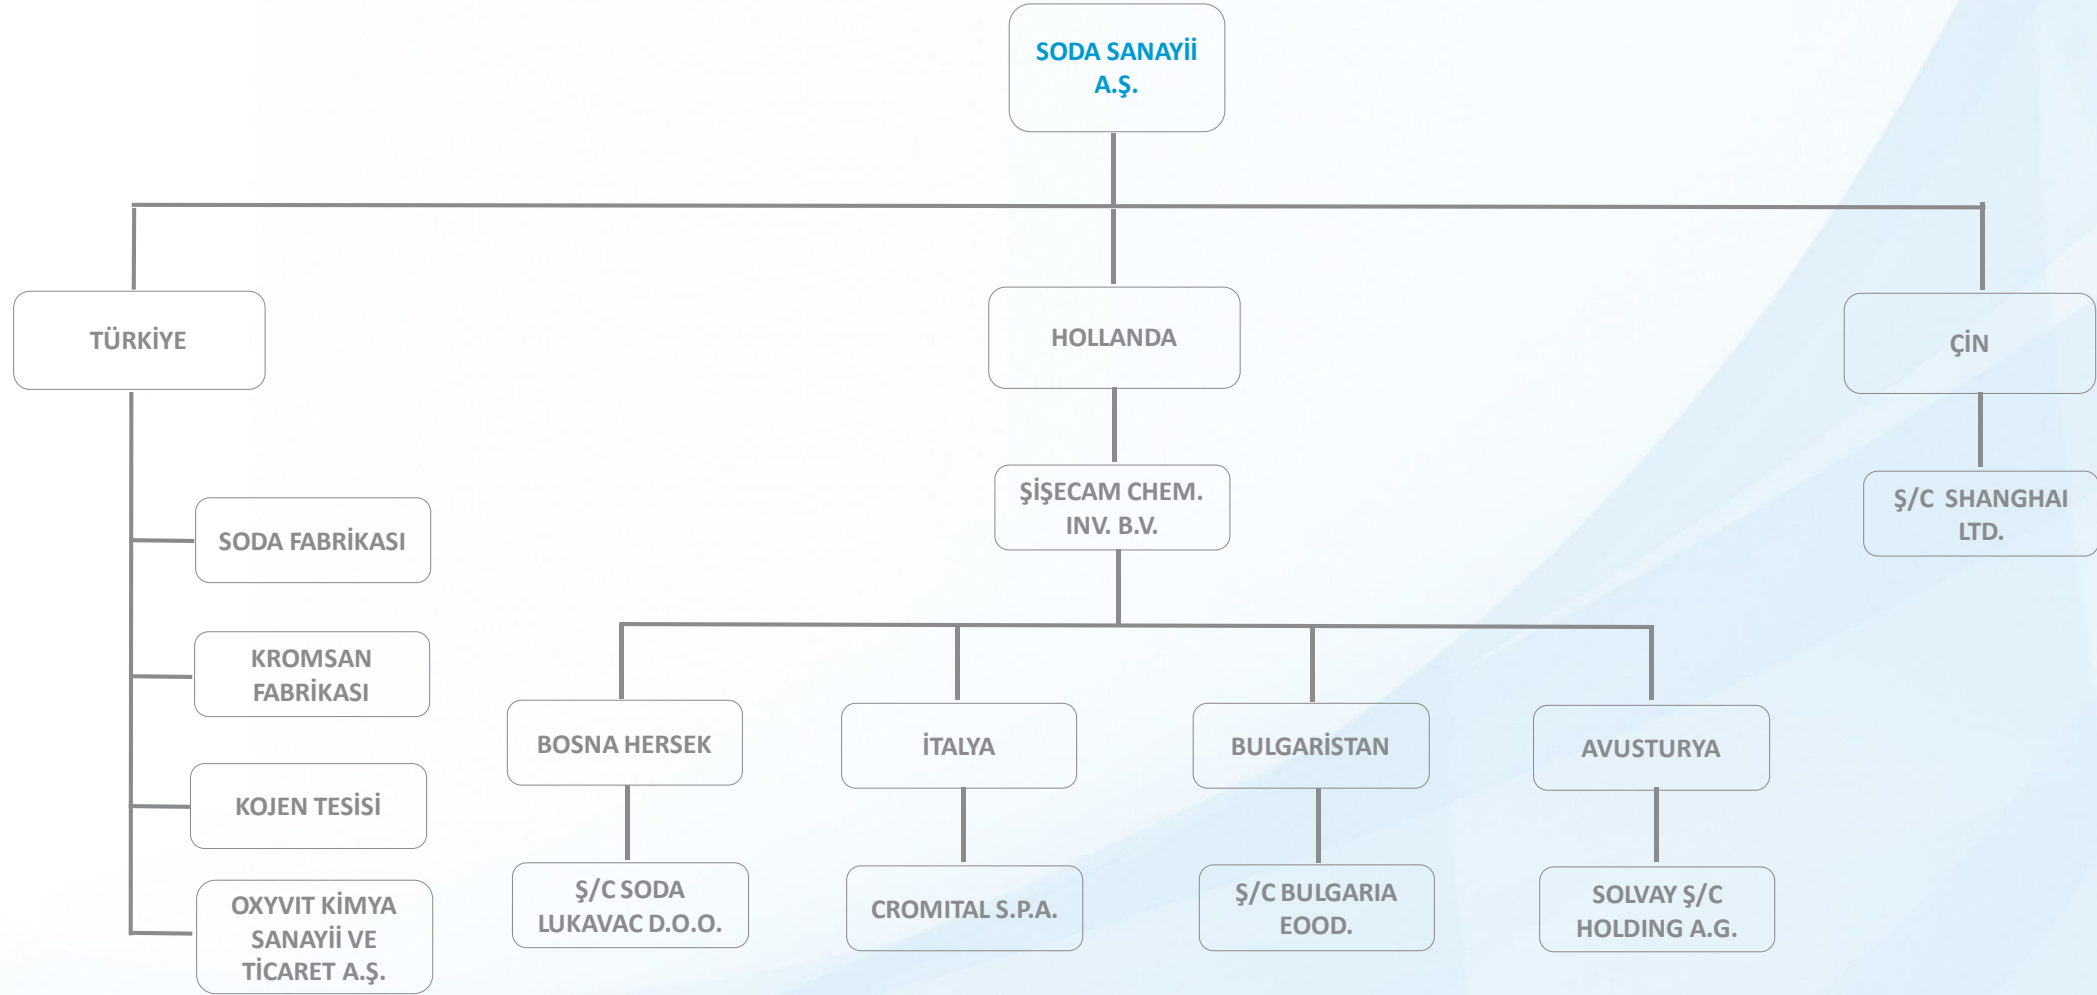 SODA SANAYİİ
A.Ş.
TÜRKİYE
HOLLANDA
ÇİN
ŞİŞECAM CHEM.
INV. B.V.
Ş/C SHANGHAI
LTD.
SODA FABRİKASI
KROMSAN
FABRİKASI
KOJEN TESİSİ
OXYVIT KİMYA
SANAYİİ VE
TİCARET A.Ş.
BOSNA HERSEK
İTALYA
BULGARİSTAN
AVUSTURYA
Ş/C SODA
LUKAVAC D.O.O.
CROMITAL S.P.A.
Ş/C BULGARIA
EOOD.
SOLVAY Ş/C
HOLDING A.G.